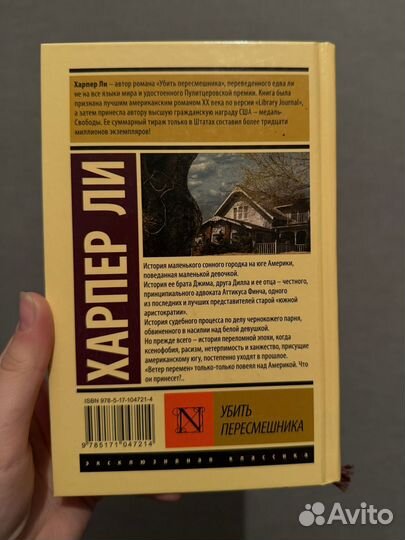 Харпер Ли – автор романа «Убить пересмешника», переведенного едва ли
не на все языки мира и удостоенного Пулитцеровской премии. Книга была
признана лучшим американским романом XX века по версии «Library Journal»,
а затем принесла автору высшую гражданскую награду США – медаль
Свободы. Ее суммарный тираж только в Штатах составил более тридцати
миллионов экземпляров!
ХАРПЕР ЛИ
История маленького сонного городка на юге Америки,
поведанная маленькой девочкой.
История ее брата Джима, друга Дилла и ее отца – честного,
принципиального адвоката Аттикуса Финча, одного
из последних и лучших представителей старой «южной
аристократии».
История судебного процесса по делу чернокожего парня,
обвиненного в насилии над белой девушкой.
Но прежде всего – история переломной эпохи, когда
ксенофобия, расизм, нетерпимость и ханжество, присущие
американскому югу, постепенно уходят в прошлое.
«Ветер перемен» только-только повеял над Америкой. Что
он принесет?..
ISBN 978-5-17-104721-4
9 785171 047214
N
УБИТЬ
ПЕРЕСМЕШНИКА
эксклюзивная классика
Avito